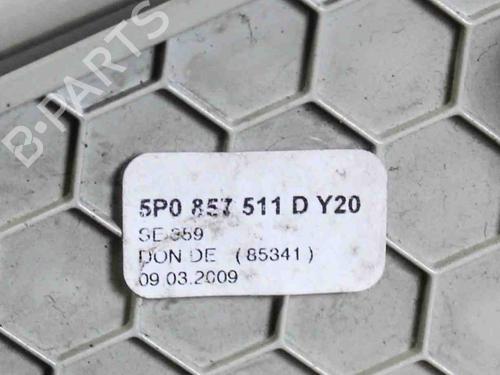 B-PARTS
5P0 857 511 D Y20
SE 359
DON DE (85341)
09.03.2009